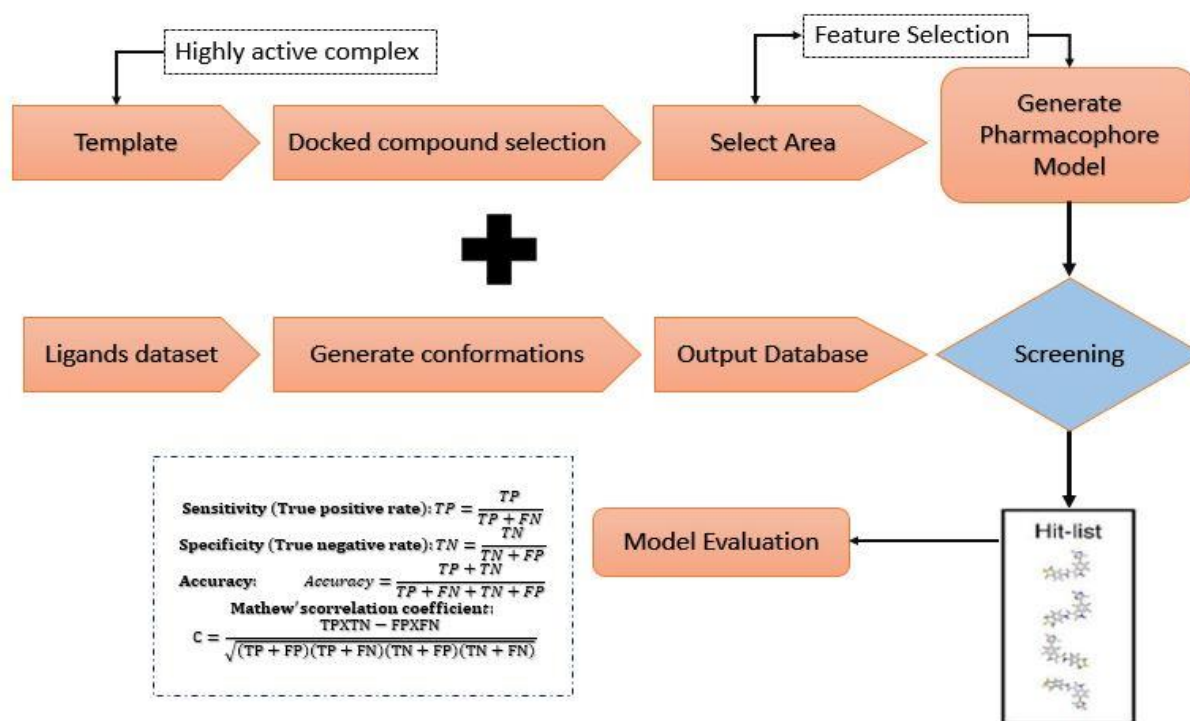 Highly active complex
Feature Selection
Template
Docked compound selection
Select Area
Generate
Pharmacophore
Model
Ligands dataset
Generate conformations
Output Database
Screening
Sensitivity (True positive rate): TP = TP / TP + FN
Specificity (True negative rate): TN = TN / TN + FP
Accuracy: Accuracy = TP + TN / TP + FN + TN + FP
Mathew'scorrelation coefficient:
C = TPXTN − FPXFN / √(TP + FP)(TP + FN)(TN + FP)(TN + FN)
Model Evaluation
Hit-list